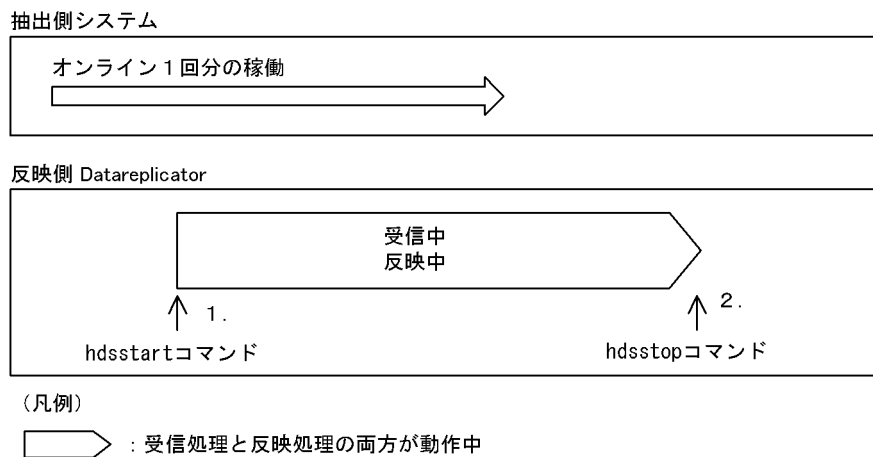 抽出側システム
オンライン１回分の稼働
反映側 Datareplicator
受信中
反映中
１.
２.
hdsstartコマンド
hdsstopコマンド
（凡例）
：受信処理と反映処理の両方が動作中